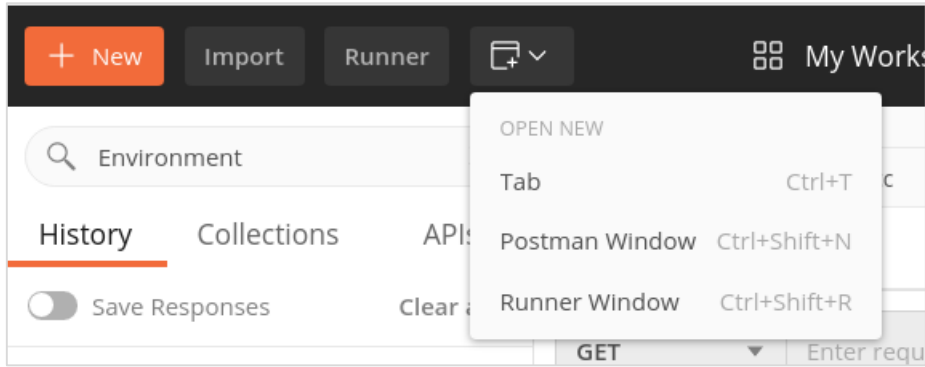 New Import Runner My Works
OPEN NEW
Environment
Tab Ctrl+T
History Collections APIs
Postman Window Ctrl+Shift+N
Save Responses Clear a
Runner Window Ctrl+Shift+R
GET Enter requ